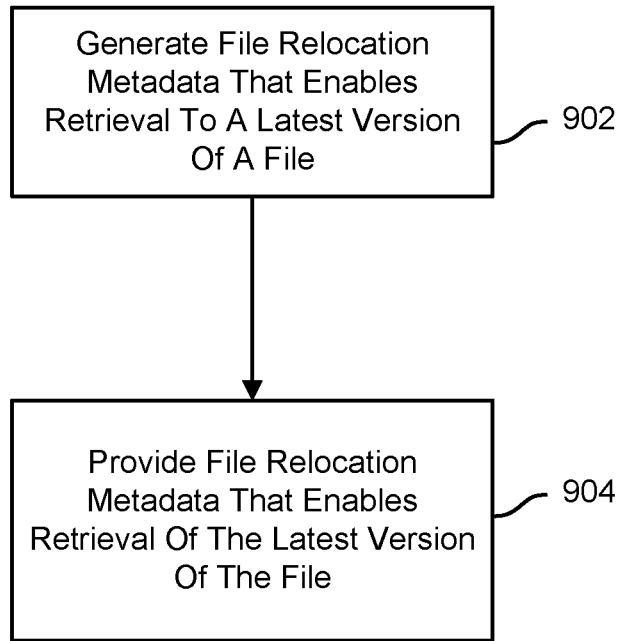 Generate File Relocation
Metadata That Enables
Retrieval To A Latest Version
Of A File
902
Provide File Relocation
Metadata That Enables
Retrieval Of The Latest Version
Of The File
904